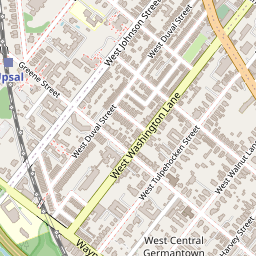 West Johnson Street
West Duval Street
Upsal
Greene Street
West Duval Street
West Washington Lane
West Tulpehocken Street
West Walnut Lane
Harvey Street
West Central
Germantown